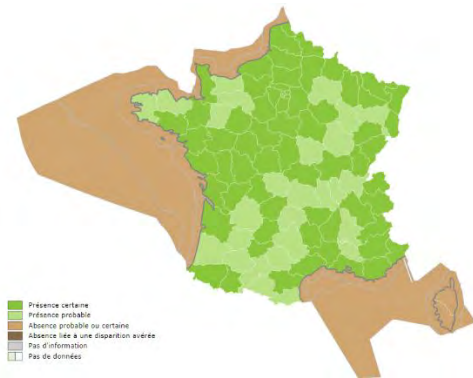 Présence certaine
Présence probable
Absence probable ou certaine
Absence liée à une disparition avérée
Pas d'information
Pas de données